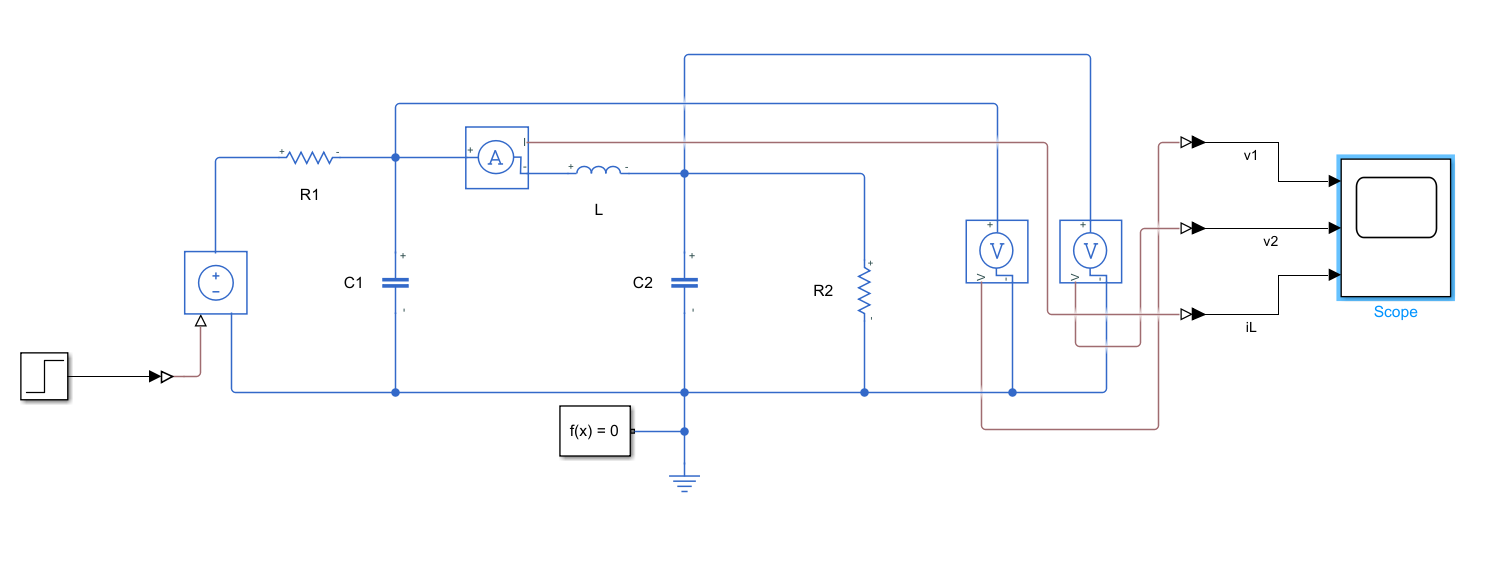 R1
A
I
L
C1
C2
R2
V
V
V
V
f(x) = 0
v1
v2
iL
Scope